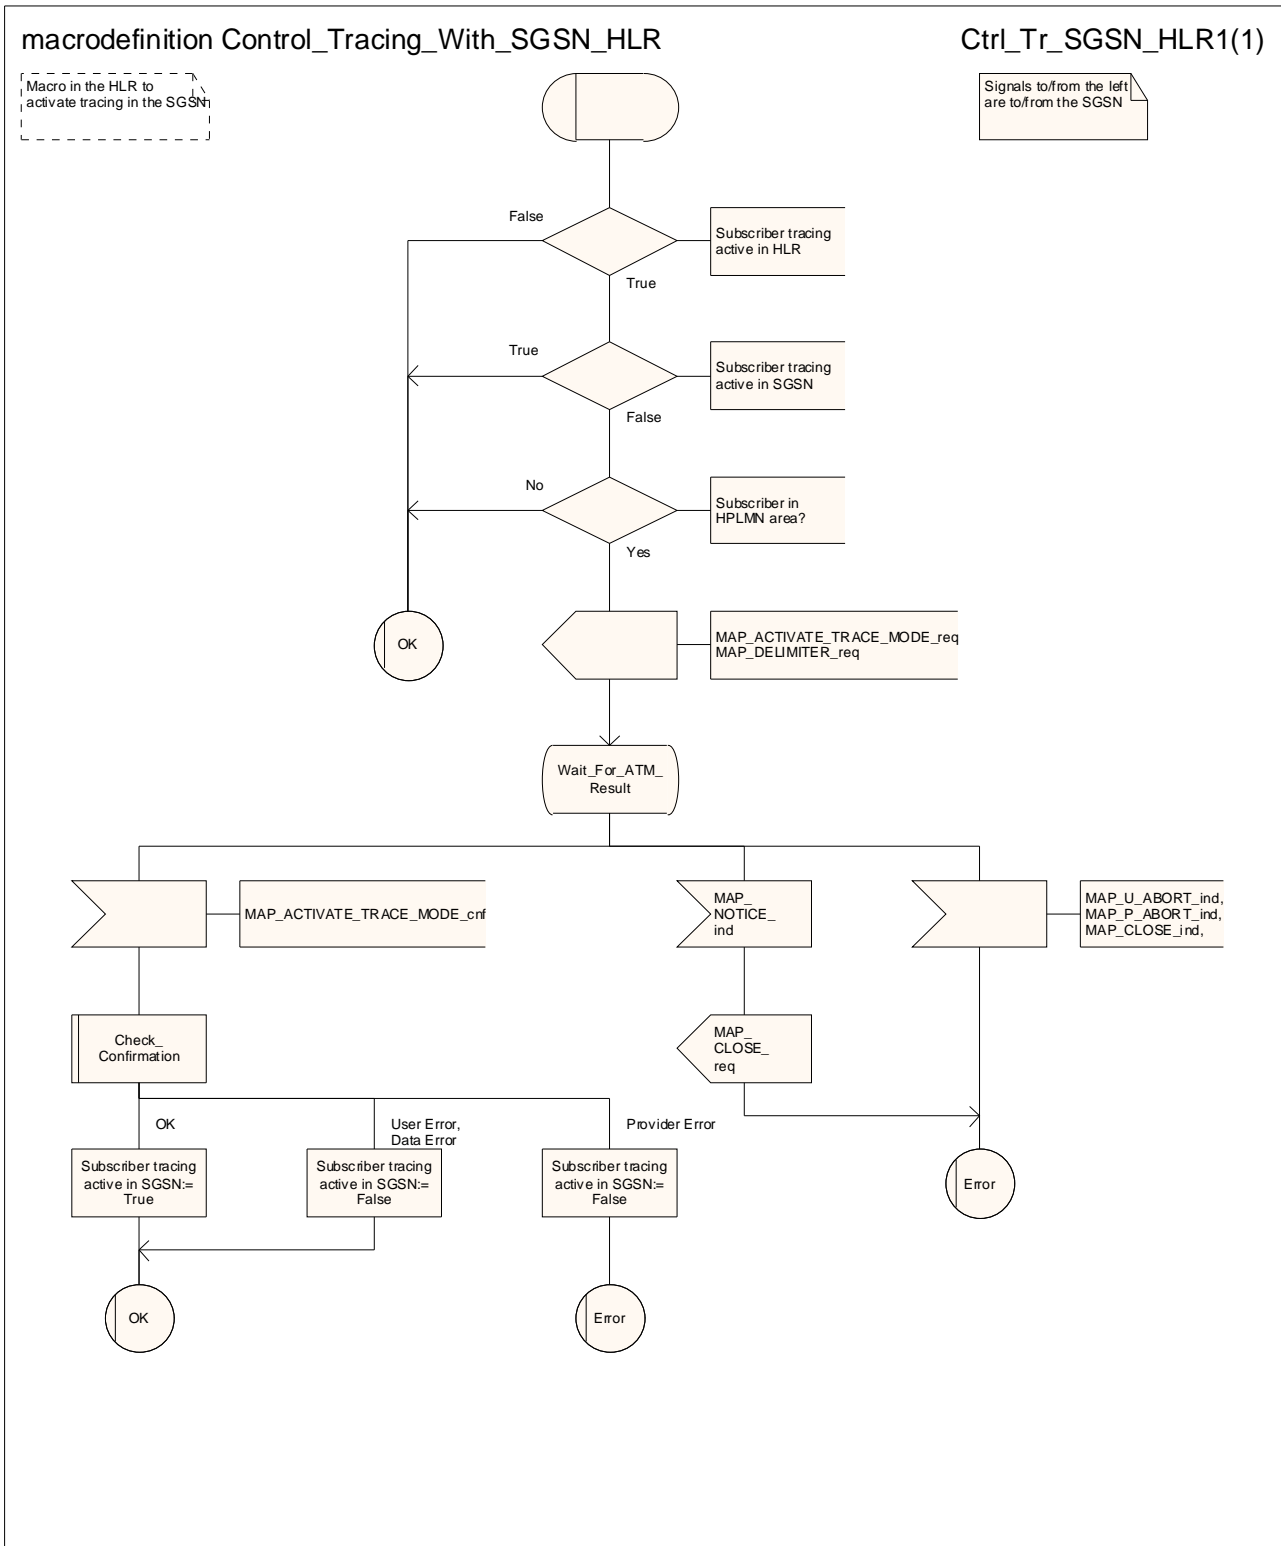 macrodefinition Control_Tracing_With_SGSN_HLR
Ctrl_Tr_SGSN_HLR1(1)
Macro in the HLR to
activate tracing in the SGSN
Signals to/from the left
are to/from the SGSN
False
Subscriber tracing
active in HLR
True
True
Subscriber tracing
active in SGSN
False
No
Subscriber in
HPLMN area?
Yes
OK
MAP_ACTIVATE_TRACE_MODE_req
MAP_DELIMITER_req
Wait_For_ATM_
Result
MAP_ACTIVATE_TRACE_MODE_cnf
MAP_
NOTICE_
ind
MAP_U_ABORT_ind,
MAP_P_ABORT_ind,
MAP_CLOSE_ind,
Check_
Confirmation
MAP_
CLOSE_
req
OK
User Error,
Data Error
Provider Error
Subscriber tracing
active in SGSN:=
True
Subscriber tracing
active in SGSN:=
False
Subscriber tracing
active in SGSN:=
False
Error
OK
Error